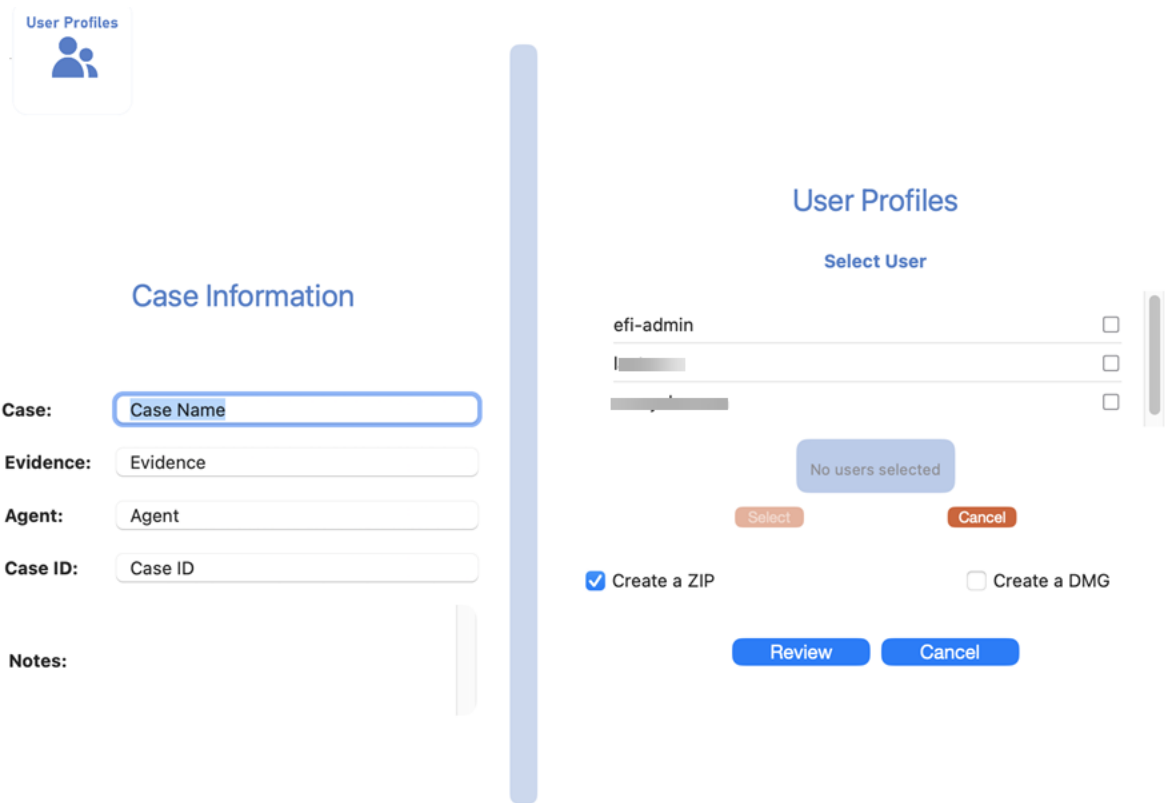 User Profiles
Case Information
Case:
Case Name
Evidence:
Evidence
Agent:
Agent
Case ID:
Case ID
Notes:
User Profiles
Select User
efi-admin
No users selected
Select
Cancel
Create a ZIP
Create a DMG
Review
Cancel